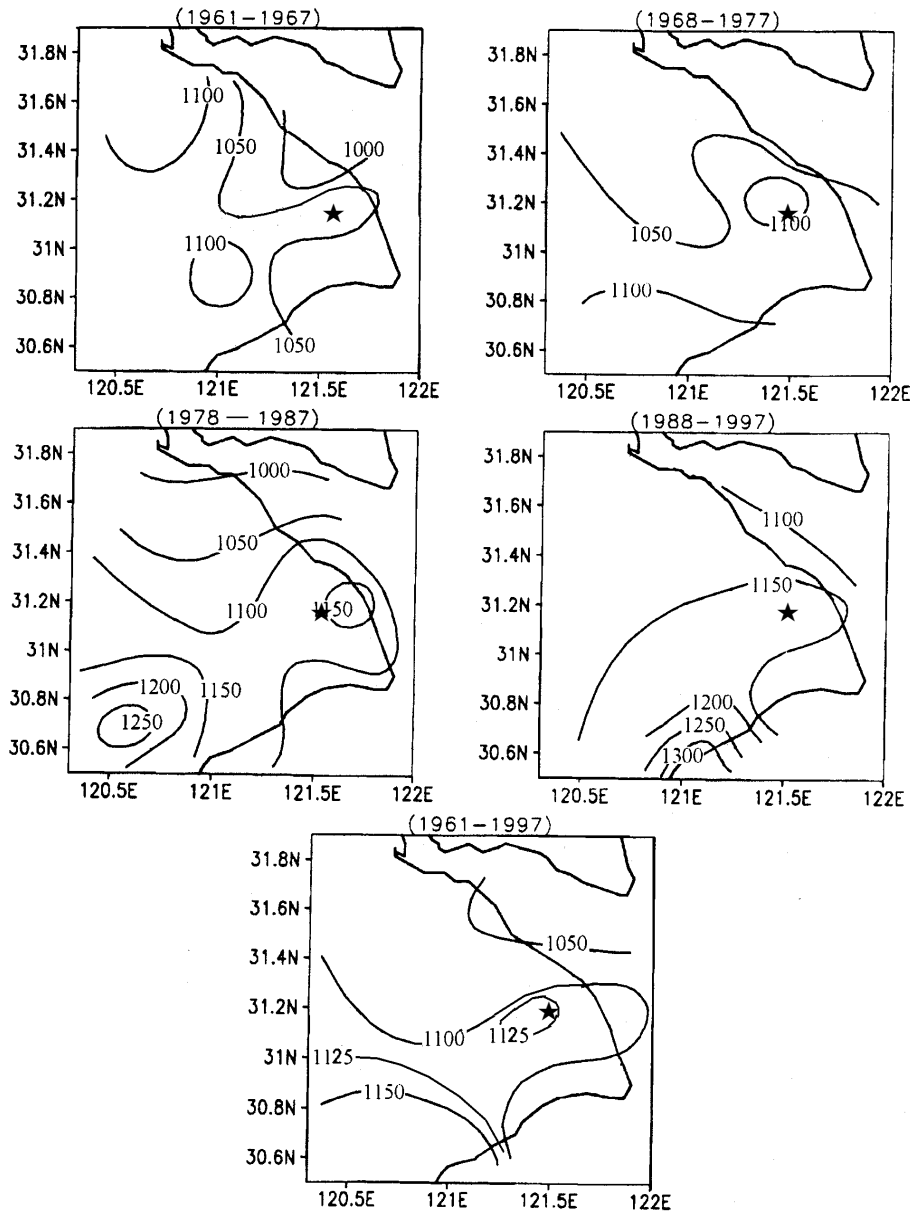 (1961-1967)
31.8N
31.6N
31.4N
31.2N
31N
30.8N
30.6N
1100
1050
1000
1100
1050
120.5E 121E 121.5E 122E
(1968-1977)
31.8N
31.6N
31.4N
31.2N
31N
30.8N
30.6N
1050
1100
1100
120.5E 121E 121.5E 122E
(1978—1987)
31.8N
31.6N
31.4N
31.2N
31N
30.8N
30.6N
1000
1050
1100
1150
1200
1150
1250
120.5E 121E 121.5E 122E
(1988-1997)
31.8N
31.6N
31.4N
31.2N
31N
30.8N
30.6N
1100
1150
1200
1250
1300
120.5E 121E 121.5E 122E
(1961-1997)
31.8N
31.6N
31.4N
31.2N
31N
30.8N
30.6N
1050
1100
1125
1125
1150
120.5E 121E 121.5E 122E